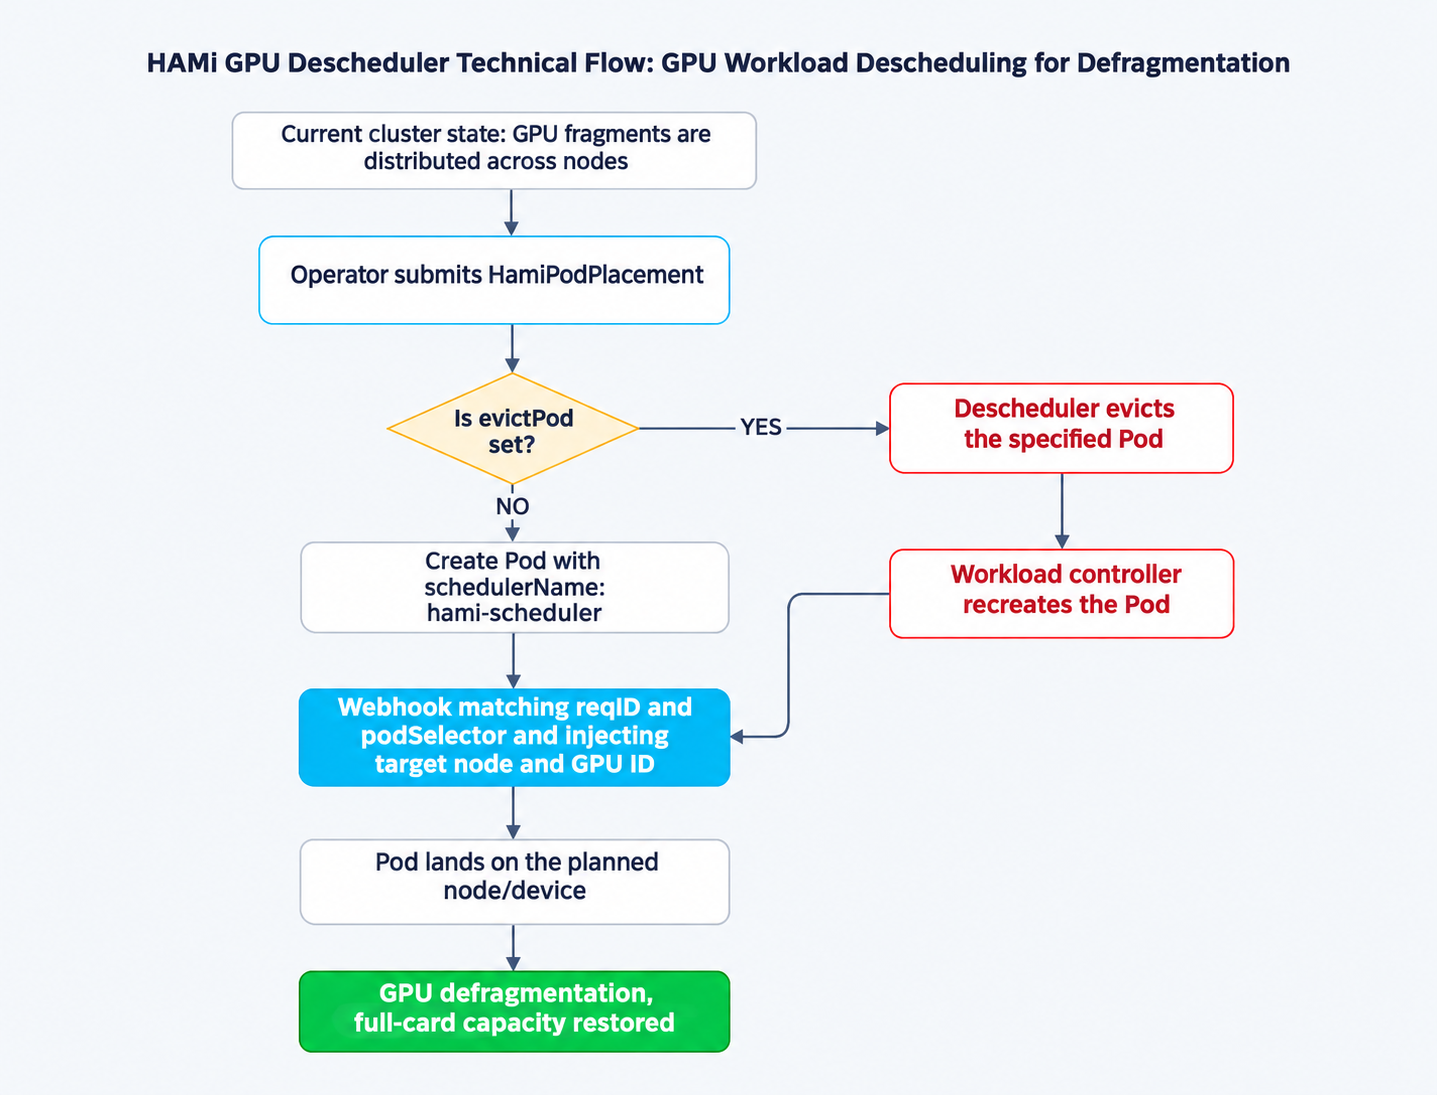 HAMi GPU Descheduler Technical Flow: GPU Workload Descheduling for Defragmentation
Current cluster state: GPU fragments are
distributed across nodes
Operator submits HamiPodPlacement
Is evictPod
set?
YES
Descheduler evicts
the specified Pod
NO
Create Pod with
schedulerName:
hami-scheduler
Workload controller
recreates the Pod
Webhook matching reqID and
podSelector and injecting
target node and GPU ID
Pod lands on the planned
node/device
GPU defragmentation,
full-card capacity restored